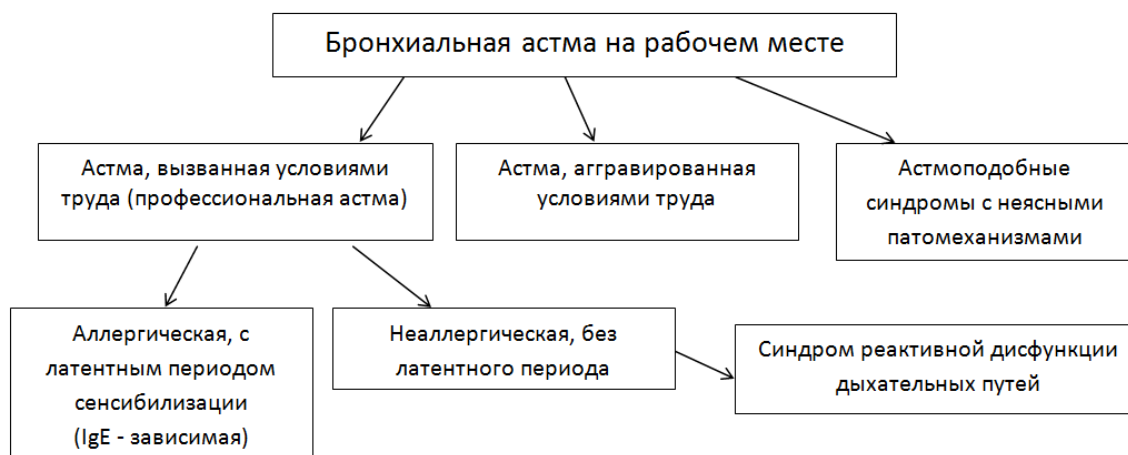 Бронхиальная астма на рабочем месте
Астма, вызванная условиями
труда (профессиональная астма)
Астма, аггравированная
условиями труда
Астмоподобные
синдромы с неясными
патомеханизмами
Аллергическая, с
латентным периодом
сенсибилизации
(IgE - зависимая)
Неаллергическая, без
латентного периода
Синдром реактивной дисфункции
дыхательных путей